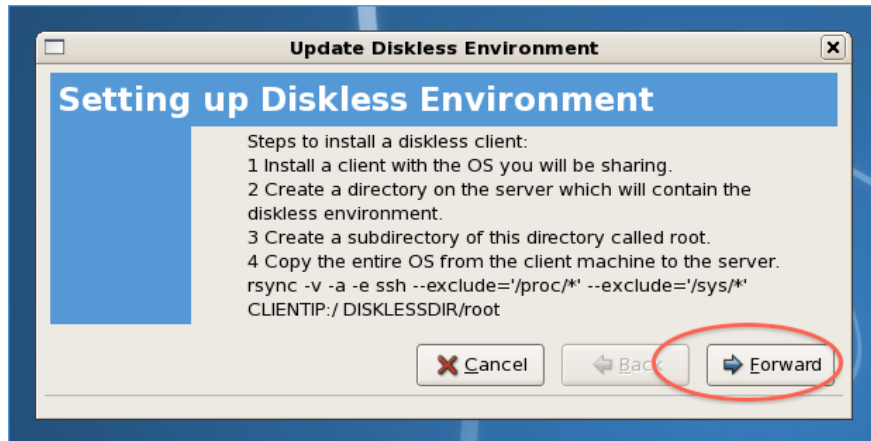 Update Diskless Environment
Setting up Diskless Environment
Steps to install a diskless client:
1 Install a client with the OS you will be sharing.
2 Create a directory on the server which will contain the
diskless environment.
3 Create a subdirectory of this directory called root.
4 Copy the entire OS from the client machine to the server.
rsync -v -a -e ssh --exclude='/proc/*' --exclude='/sys/*'
CLIENTIP:/ DISKLESSDIR/root
Cancel Back Forward